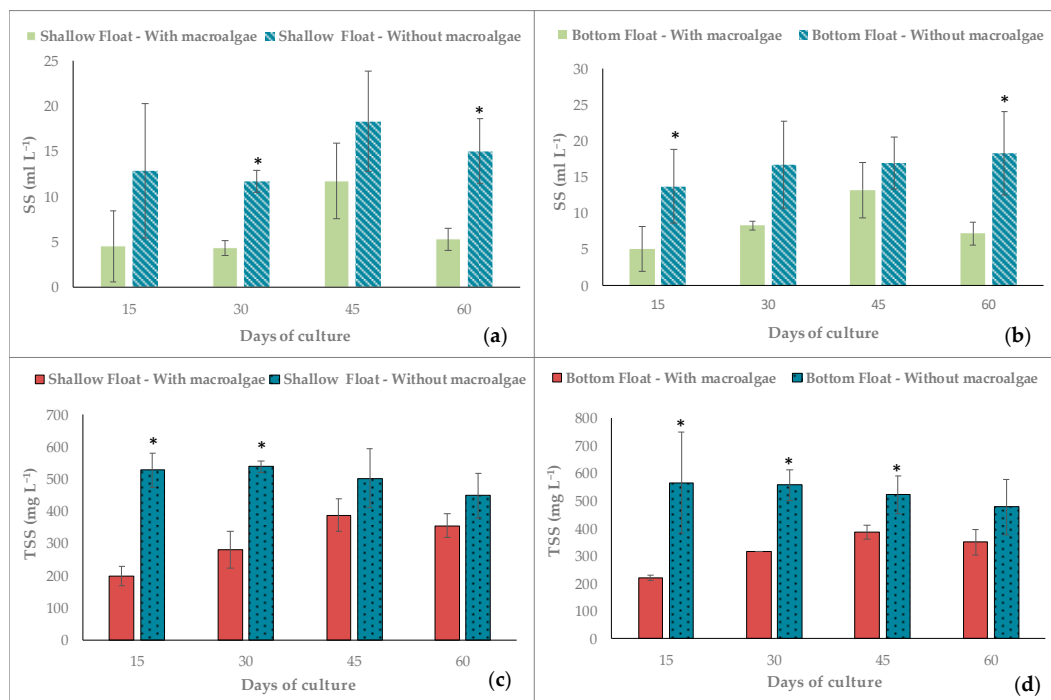 Shallow Float - With macroalgae Shallow Float - Without macroalgae
25
20
15
10
5
0
SS (ml L⁻¹)
*
*
15 30 45 60
Days of culture
(a)
Bottom Float - With macroalgae Bottom Float - Without macroalgae
30
25
20
15
10
5
0
SS (ml L⁻¹)
*
*
15 30 45 60
Days of culture
(b)
Shallow Float - With macroalgae Shallow Float - Without macroalgae
700
600
500
400
300
200
100
0
TSS (mg L⁻¹)
*
*
15 30 45 60
Days of culture
(c)
Bottom Float - With macroalgae Bottom Float - Without macroalgae
800
700
600
500
400
300
200
100
0
TSS (mg L⁻¹)
*
*
*
15 30 45 60
Days of culture
(d)